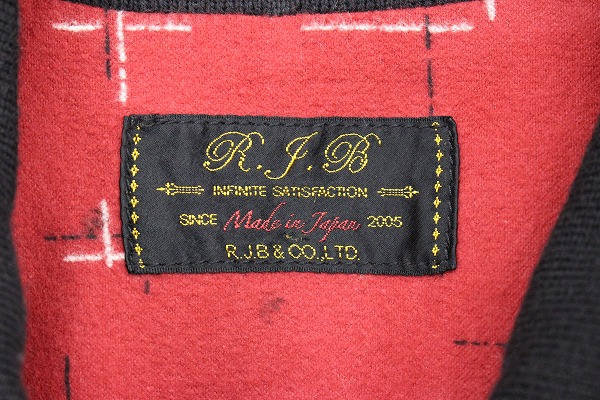 R.J.B
INFINITE SATISFACTION
SINCE Made in Japan 2005
R.J.B & CO.,LTD.